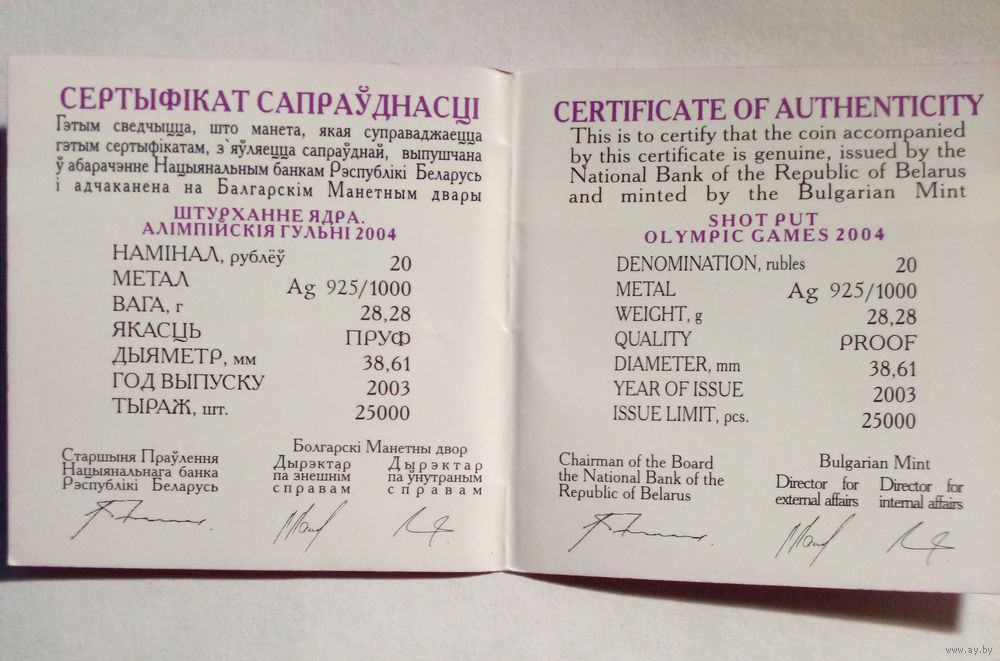 СЕРТЫФІКАТ САПРАЎДНАСЦІ
Гэтым сведчыцца, што манета, якая суправаджаецца
гэтым сертыфікатам, з'яўляецца сапраўднай, выпушчана
ў абарачэнне Нацыянальным банкам Рэспублікі Беларусь
і адчаканена на Балгарскім Манетным двары
ШТУРХАННЕ ЯДРА.
АЛІМПІЙСКІЯ ГУЛЬНІ 2004
НАМІНАЛ, рублёў 20
МЕТАЛ Ag 925/1000
ВАГА, г 28,28
ЯКАСЦЬ ПРУФ
ДЫЯМЕТР, мм 38,61
ГОД ВЫПУСКУ 2003
ТЫРАЖ, шт. 25000
Старшыня Праўлення
Нацыянальнага банка
Рэспублікі Беларусь
Болгарскі Манетны двор
Дырэктар
па знешнім
справам
Дырэктар
па унутраным
справам
CERTIFICATE OF AUTHENTICITY
This is to certify that the coin accompanied
by this certificate is genuine, issued by the
National Bank of the Republic of Belarus
and minted by the Bulgarian Mint
SHOT PUT
OLYMPIC GAMES 2004
DENOMINATION, rubles 20
METAL Ag 925/1000
WEIGHT, g 28,28
QUALITY PROOF
DIAMETER, mm 38,61
YEAR OF ISSUE 2003
ISSUE LIMIT, pcs. 25000
Chairman of the Board
the National Bank of the
Republic of Belarus
Bulgarian Mint
Director for
external affairs
Director for
internal affairs
www.ay.by